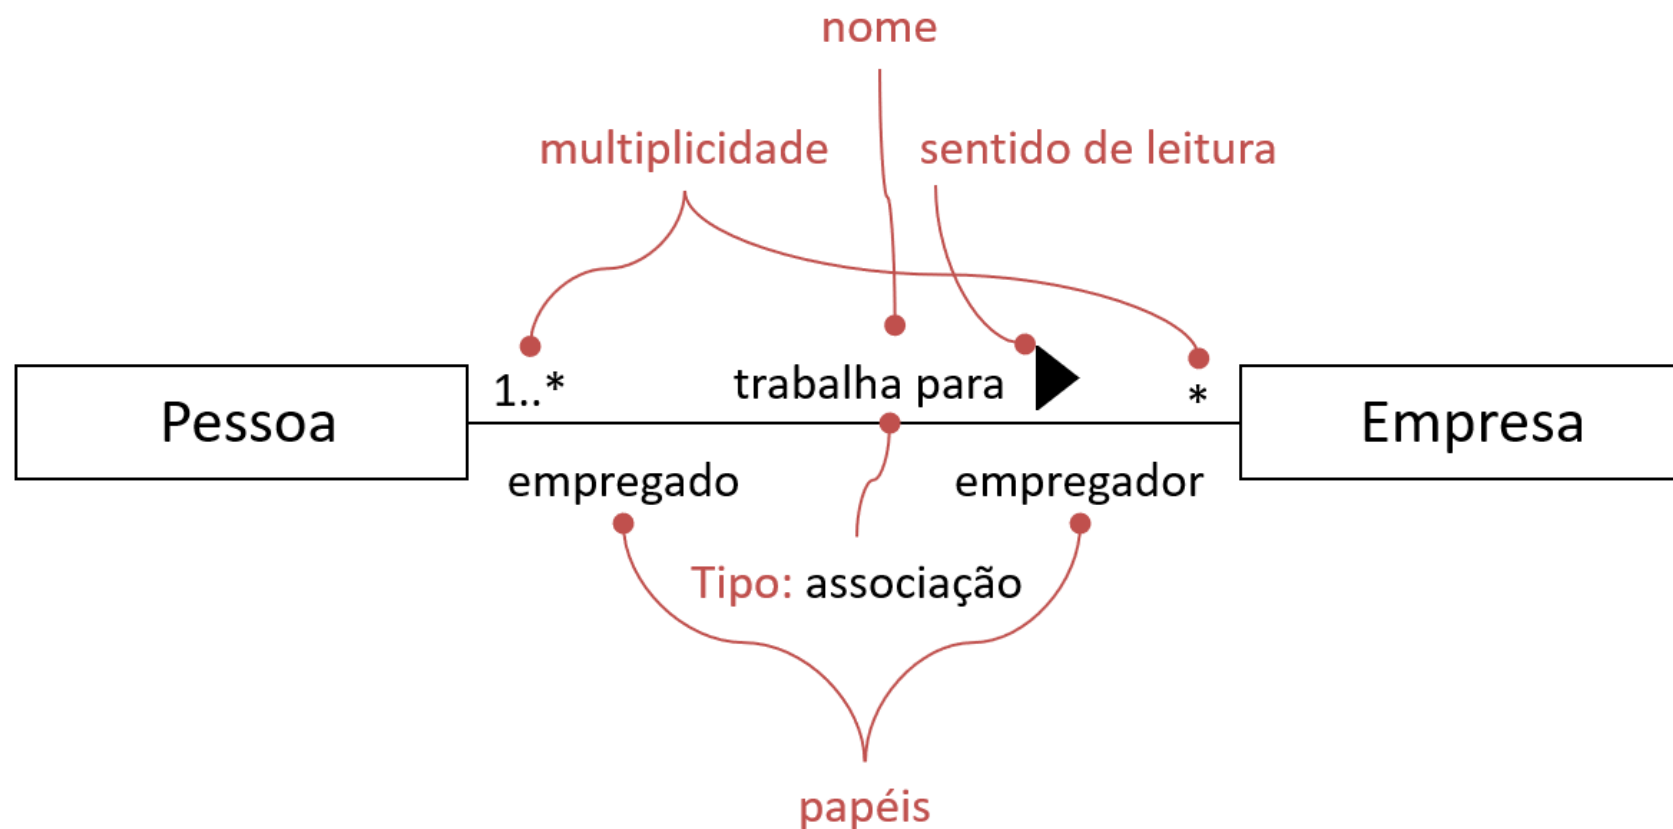 nome
multiplicidade
sentido de leitura
1..*
trabalha para
*
Pessoa
Empresa
empregado
empregador
Tipo: associação
papéis